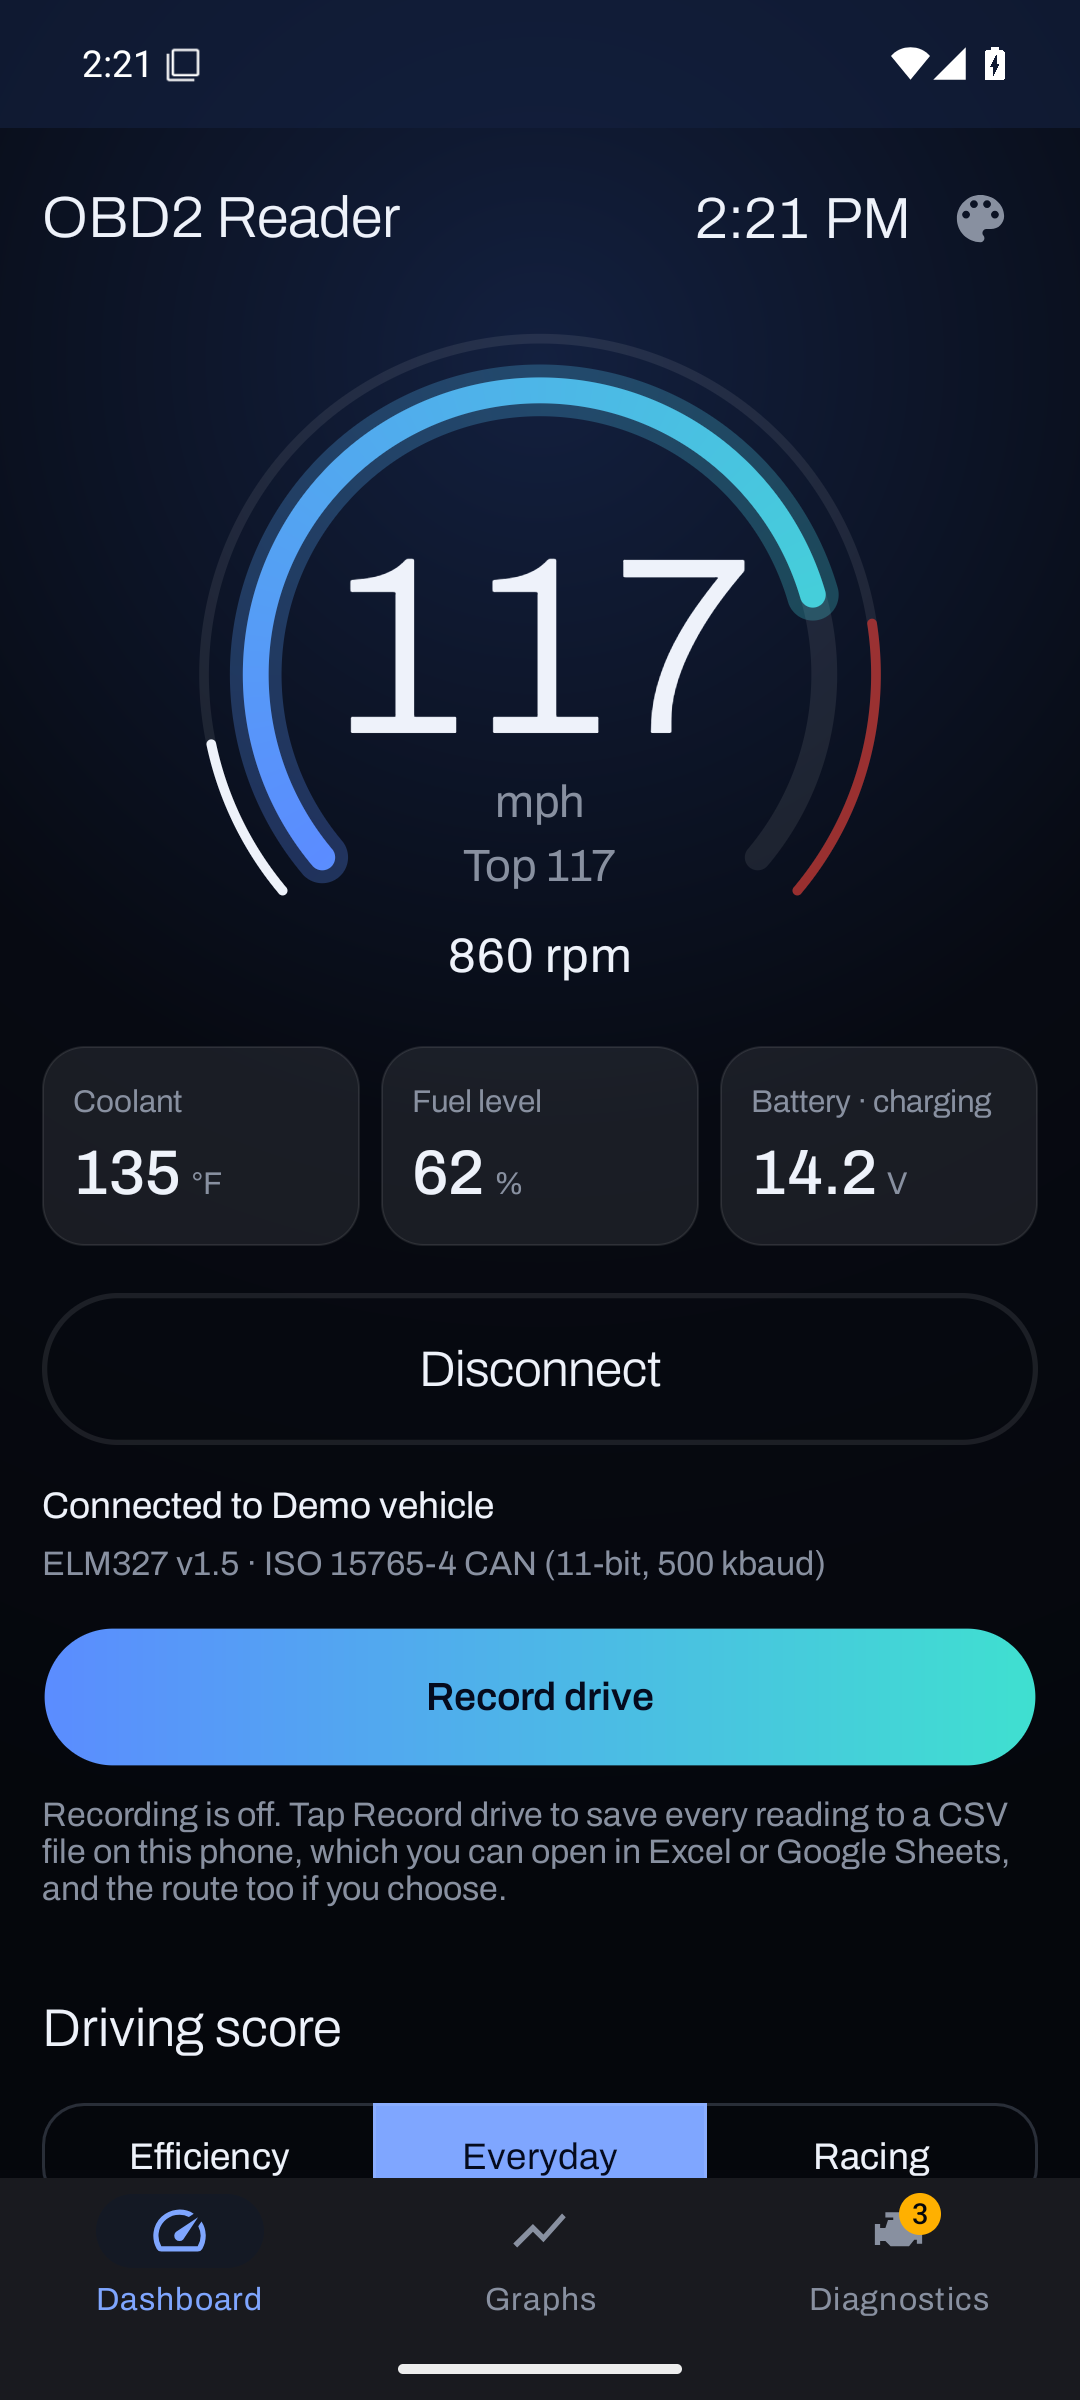 2:21
OBD2 Reader
2:21 PM
117
mph
Top 117
860 rpm
Coolant
135 °F
Fuel level
62 %
Battery · charging
14.2 V
Disconnect
Connected to Demo vehicle
ELM327 v1.5 · ISO 15765-4 CAN (11-bit, 500 kbaud)
Record drive
Recording is off. Tap Record drive to save every reading to a CSV
file on this phone, which you can open in Excel or Google Sheets,
and the route too if you choose.
Driving score
Efficiency
Everyday
Racing
3
Dashboard
Graphs
Diagnostics